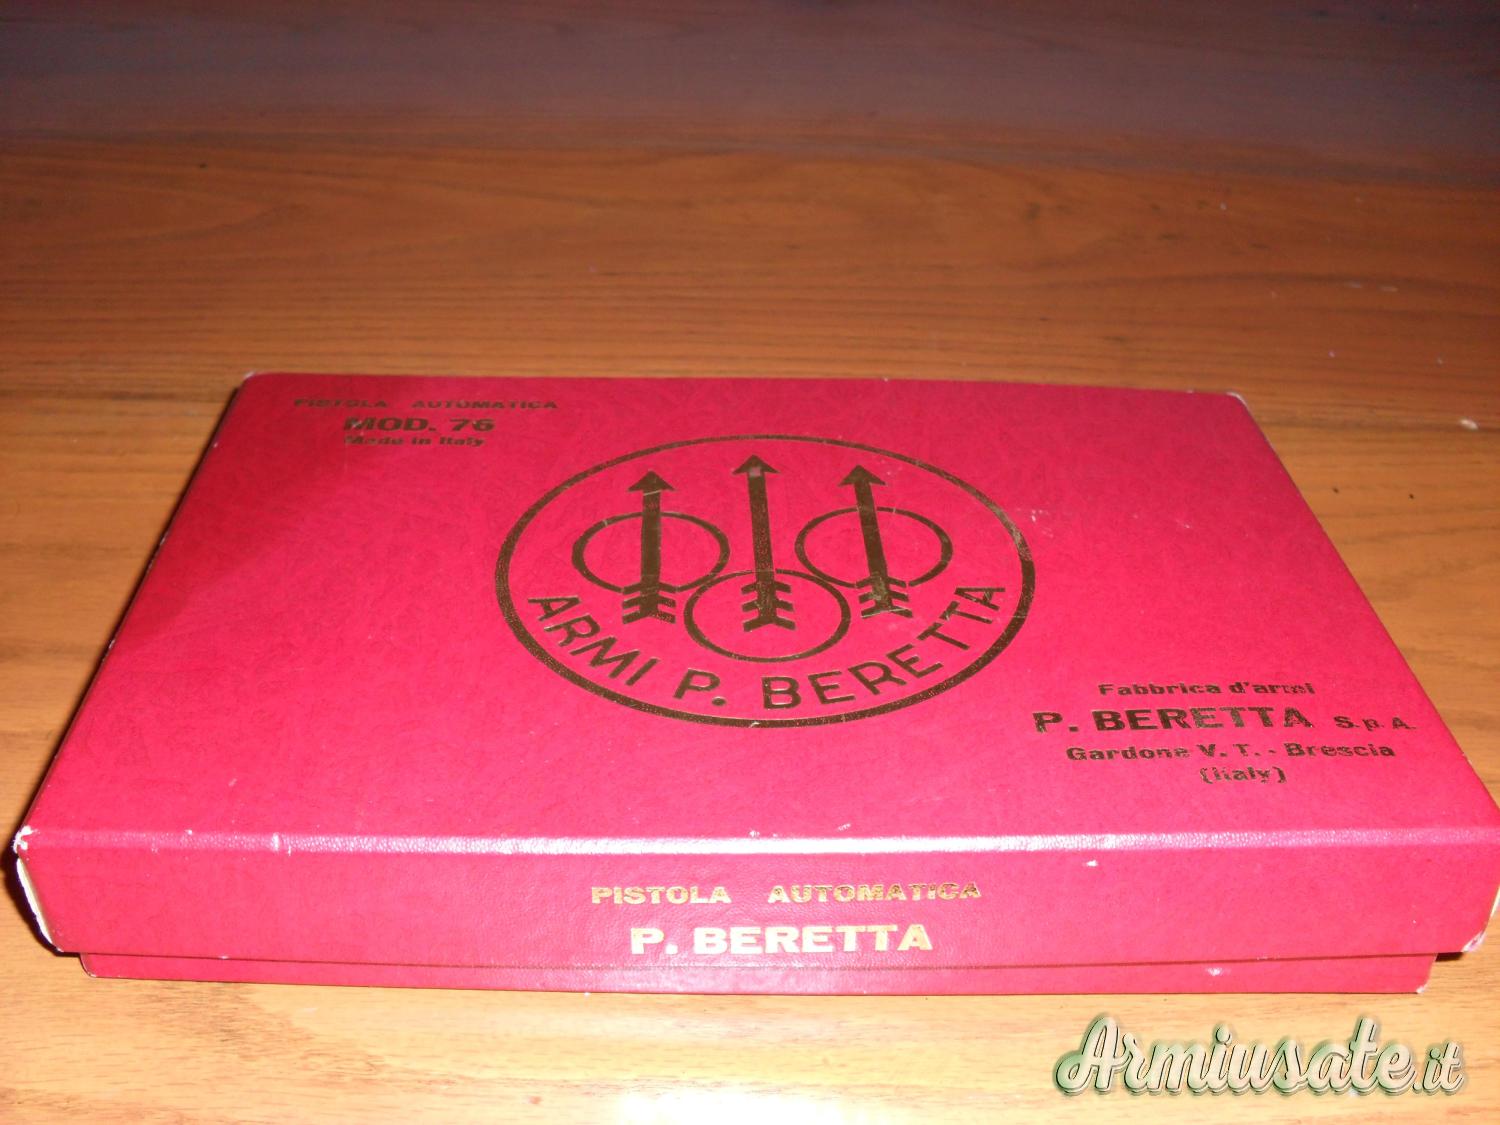 PISTOLA AUTOMATICA
MOD. 76
Made in Italy
ARMI P. BERETTA
Fabbrica d'armi
P. BERETTA S.p.A.
Gardone V. T. - Brescia
(Italy)
PISTOLA AUTOMATICA
P. BERETTA
Armiusate.it